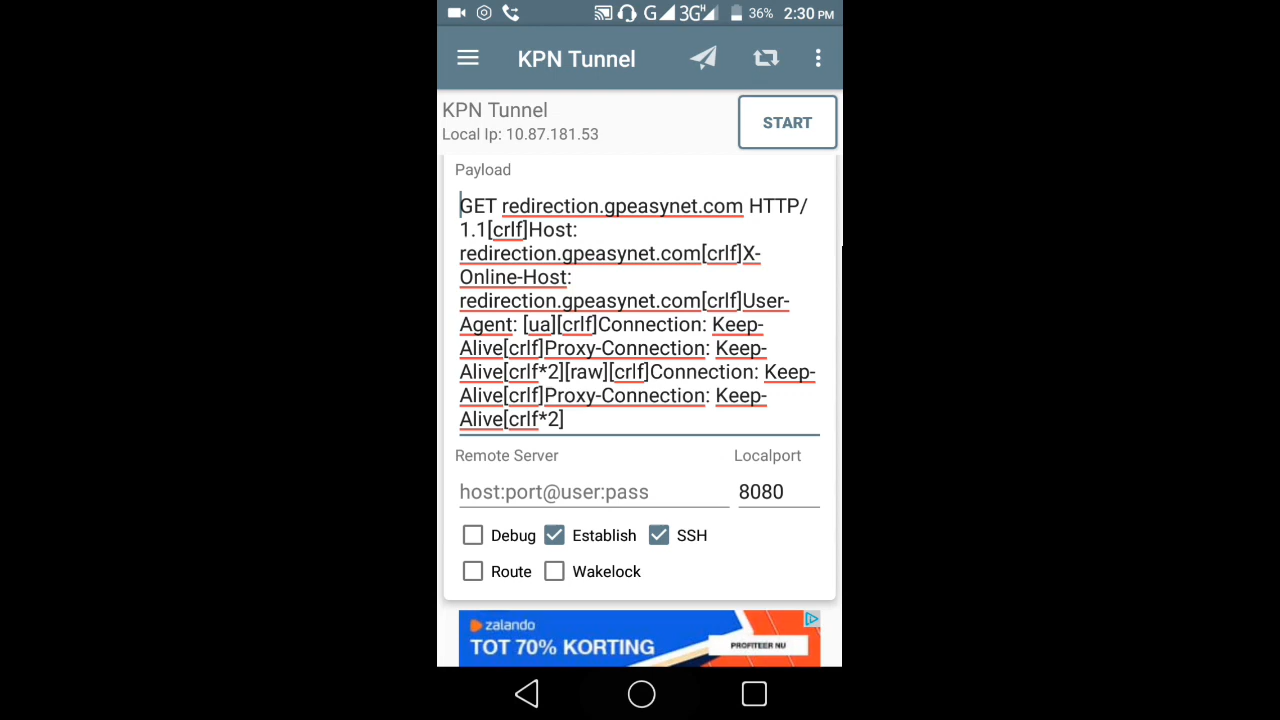 G 3G H 36% 2:30 PM
KPN Tunnel
KPN Tunnel
Local Ip: 10.87.181.53
START
Payload
GET redirection.gpeasynet.com HTTP/
1.1[crlf]Host:
redirection.gpeasynet.com[crlf]X-
Online-Host:
redirection.gpeasynet.com[crlf]User-
Agent: [ua][crlf]Connection: Keep-
Alive[crlf]Proxy-Connection: Keep-
Alive[crlf*2][raw][crlf]Connection: Keep-
Alive[crlf]Proxy-Connection: Keep-
Alive[crlf*2]
Remote Server Localport
host:port@user:pass 8080
Debug Establish SSH
Route Wakelock
zalando
TOT 70% KORTING PROFITEER NU